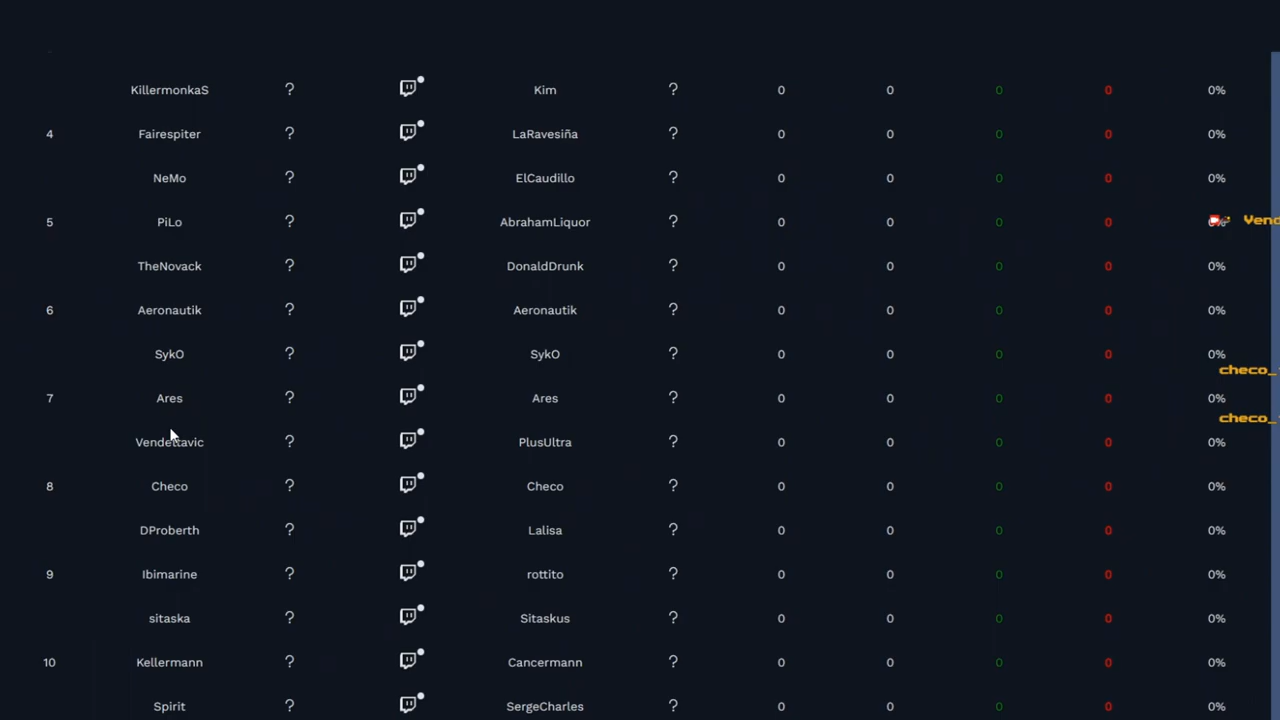 KillermonkaS ? Kim ? 0 0 0 0 0%
4 Fairespiter ? LaRavesiña ? 0 0 0 0 0%
NeMo ? ElCaudillo ? 0 0 0 0 0%
5 PiLo ? AbrahamLiquor ? 0 0 0 0 Vend
TheNovack ? DonaldDrunk ? 0 0 0 0 0%
6 Aeronautik ? Aeronautik ? 0 0 0 0 0%
SykO ? SykO ? 0 0 0 0 0%
checo_
7 Ares ? Ares ? 0 0 0 0 0%
checo_
Vendettavic ? PlusUltra ? 0 0 0 0 0%
8 Checo ? Checo ? 0 0 0 0 0%
DProberth ? Lalisa ? 0 0 0 0 0%
9 Ibimarine ? rottito ? 0 0 0 0 0%
sitaska ? Sitaskus ? 0 0 0 0 0%
10 Kellermann ? Cancermann ? 0 0 0 0 0%
Spirit ? SergeCharles ? 0 0 0 0 0%